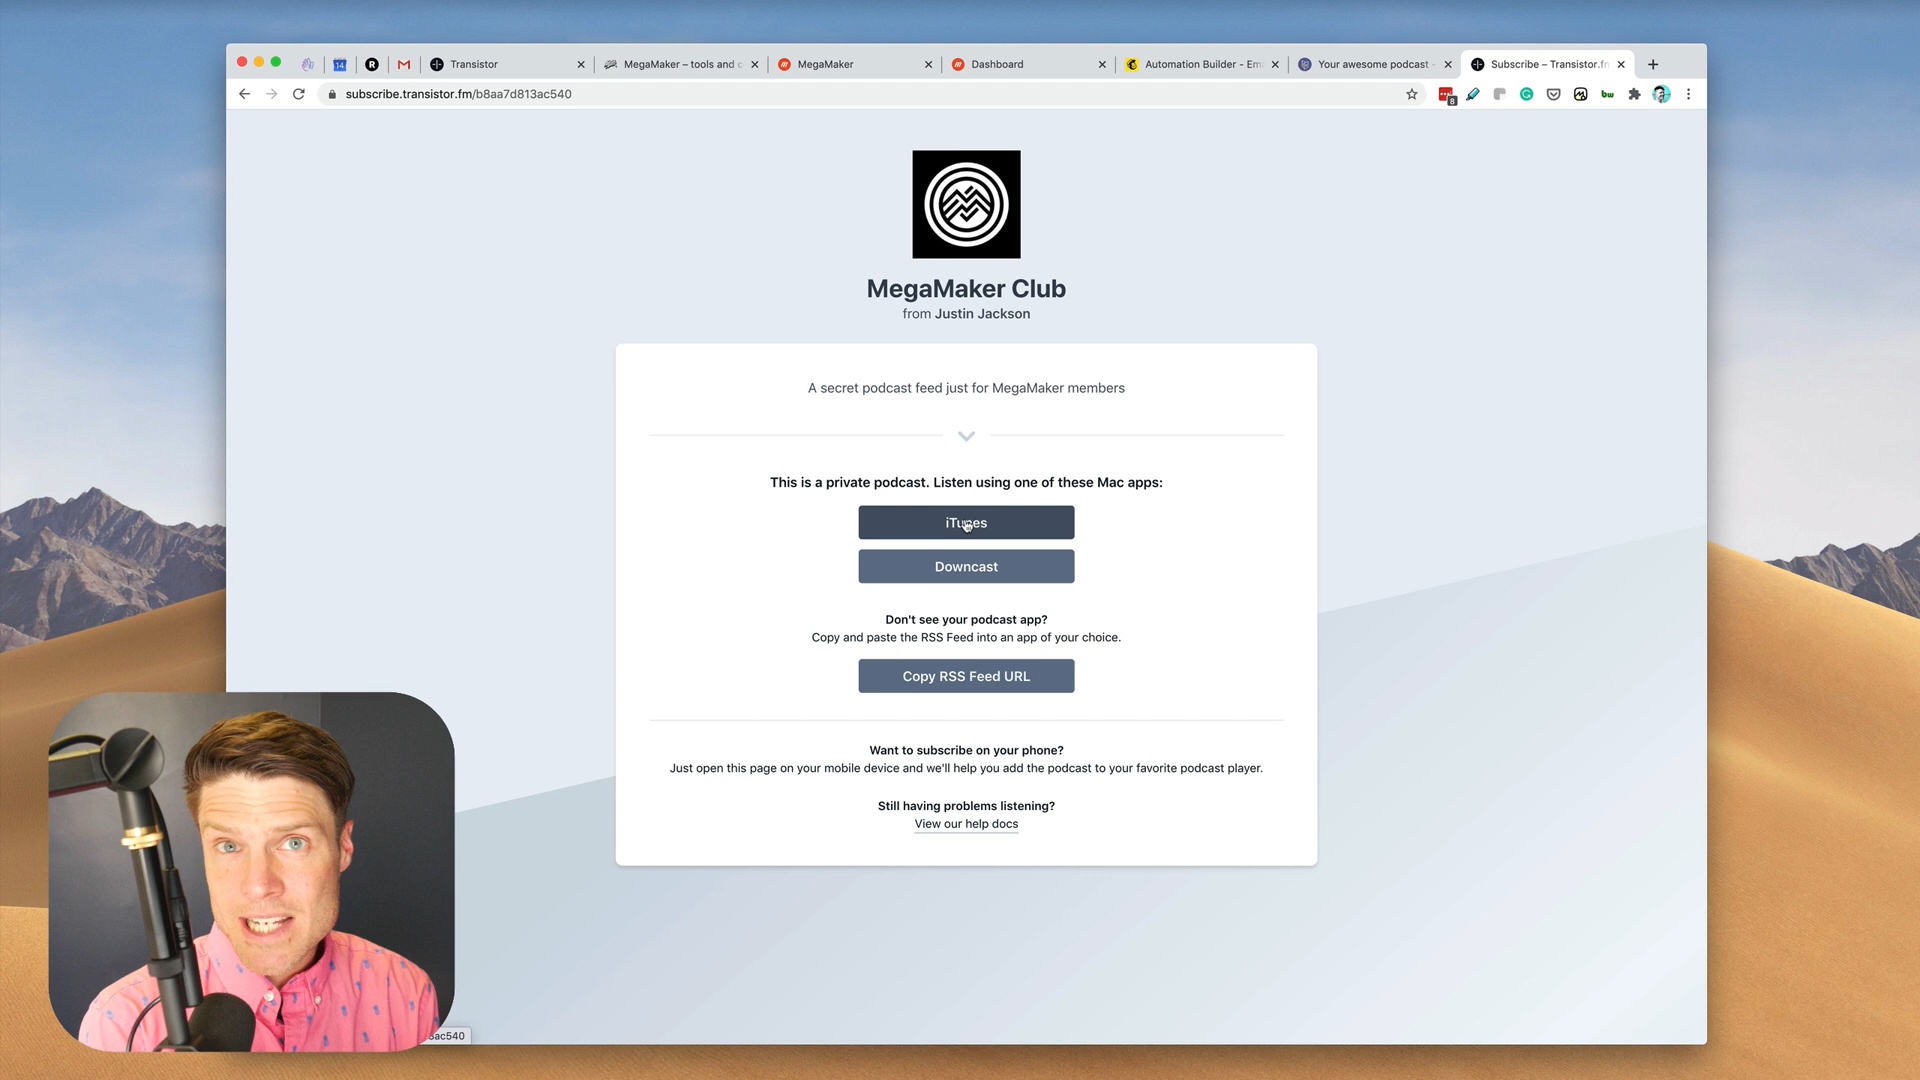 14
R
Transistor
MegaMaker – tools and c
MegaMaker
Dashboard
Automation Builder - Em
Your awesome podcast -
Subscribe – Transistor.fm
subscribe.transistor.fm/b8aa7d813ac540
8
bw
MegaMaker Club
from Justin Jackson
A secret podcast feed just for MegaMaker members
This is a private podcast. Listen using one of these Mac apps:
iTunes
Downcast
Don't see your podcast app?
Copy and paste the RSS Feed into an app of your choice.
Copy RSS Feed URL
Want to subscribe on your phone?
Just open this page on your mobile device and we'll help you add the podcast to your favorite podcast player.
Still having problems listening?
View our help docs
ac540